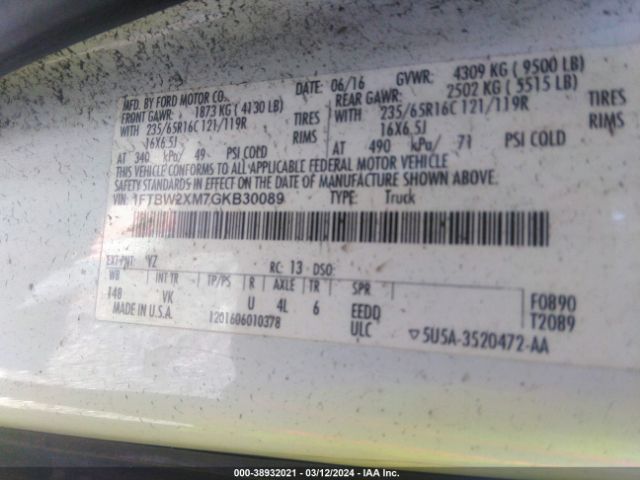 MFD. BY FORD MOTOR CO.
DATE: 06/16 GVWR: 4309 KG ( 9500 LB)
FRONT GAWR: 1873 KG ( 4130 LB)
REAR GAWR: 2502 KG ( 5515 LB)
WITH 235/65R16C 121/119R TIRES
WITH 235/65R16C 121/119R TIRES
16X6.5J RIMS
16X6.5J RIMS
AT 340 kPa/ 49 PSI COLD
AT 490 kPa/ 71 PSI COLD
THIS VEHICLE CONFORMS TO ALL APPLICABLE FEDERAL MOTOR VEHICLE
SAFETY STANDARDS IN EFFECT ON THE DATE OF MANUFACTURE SHOWN ABOVE.
VIN: 1FTBW2XM7GKB30089 TYPE: Truck
EXT PNT: YZ RC: 13 DSO:
WB INT TR TP/PS R AXLE TR SPR
148 VK U 4L 6 EEDD F0890
MADE IN U.S.A. 1201606010378 ULC T2089
▽5U5A-3520472-AA
000-38932021 - 03/12/2024 - IAA Inc.